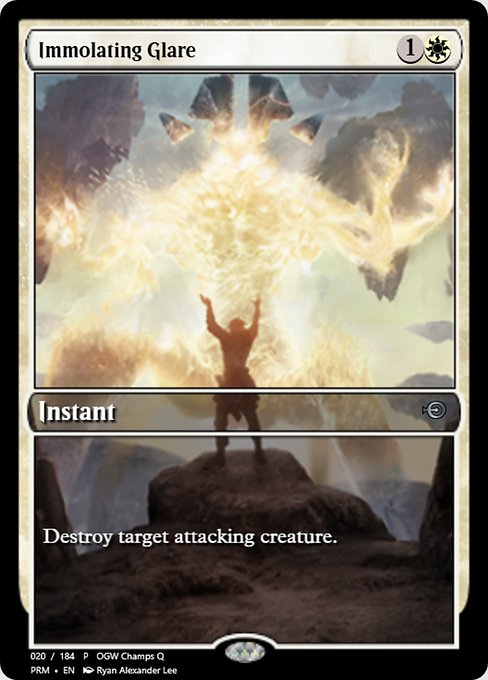 Immolating Glare 1
Instant
Destroy target attacking creature.
020 / 184 P OGW Champs Q
PRM • EN Ryan Alexander Lee